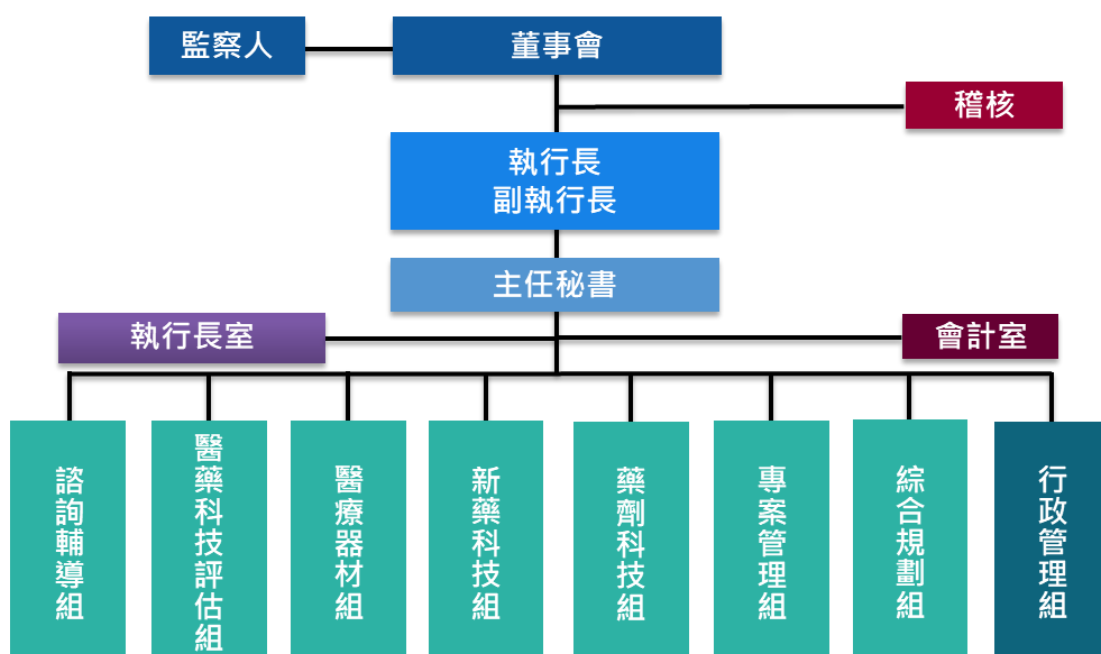 監察人
董事會
稽核
執行長
副執行長
主任秘書
執行長室
會計室
諮詢輔導組
醫藥科技評估組
醫療器材組
新藥科技組
藥劑科技組
專案管理組
綜合規劃組
行政管理組